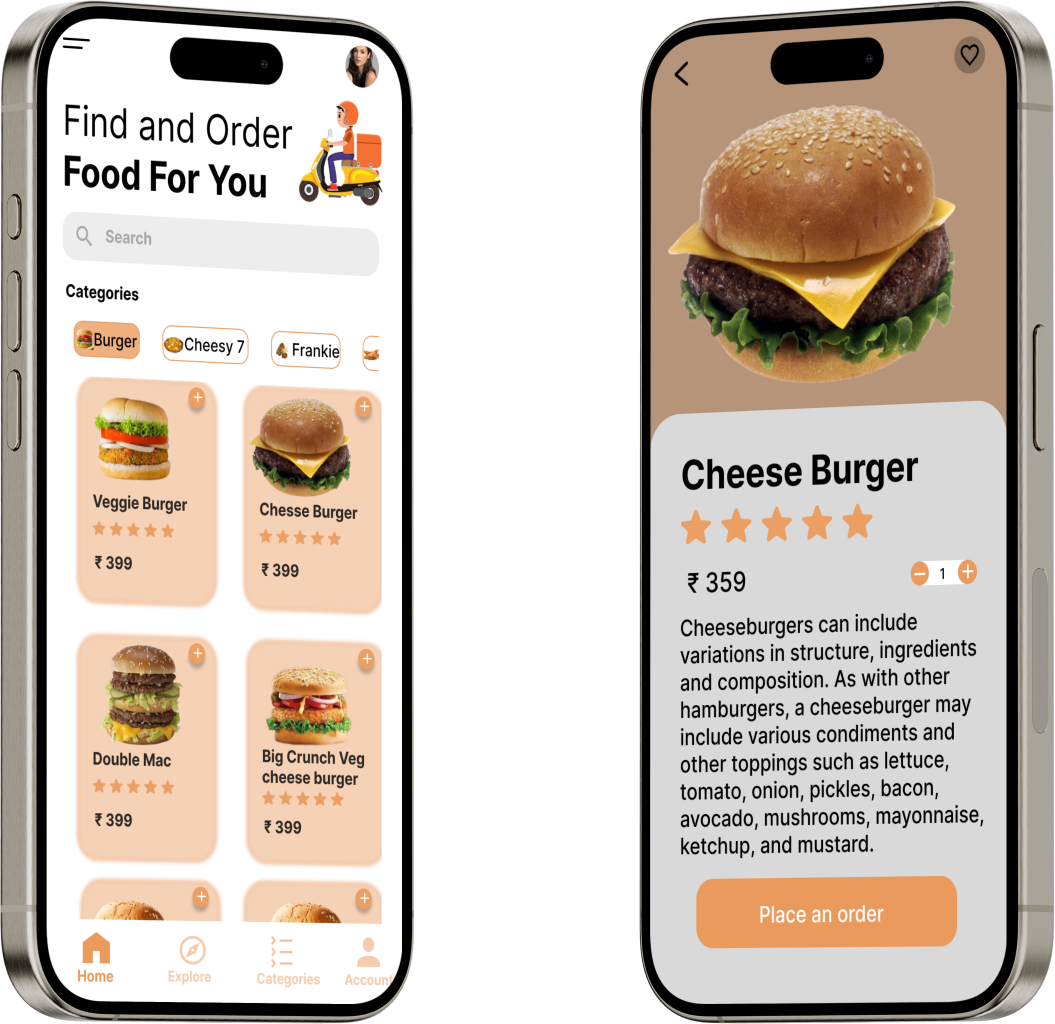 Find and Order
Food For You
Search
Categories
Burger
Cheesy 7
Frankie
Veggie Burger
₹ 399
Chesse Burger
₹ 399
Double Mac
₹ 399
Big Crunch Veg
cheese burger
₹ 399
Home
Explore
Categories
Account
Cheese Burger
₹ 359
1
Cheeseburgers can include
variations in structure, ingredients
and composition. As with other
hamburgers, a cheeseburger may
include various condiments and
other toppings such as lettuce,
tomato, onion, pickles, bacon,
avocado, mushrooms, mayonnaise,
ketchup, and mustard.
Place an order